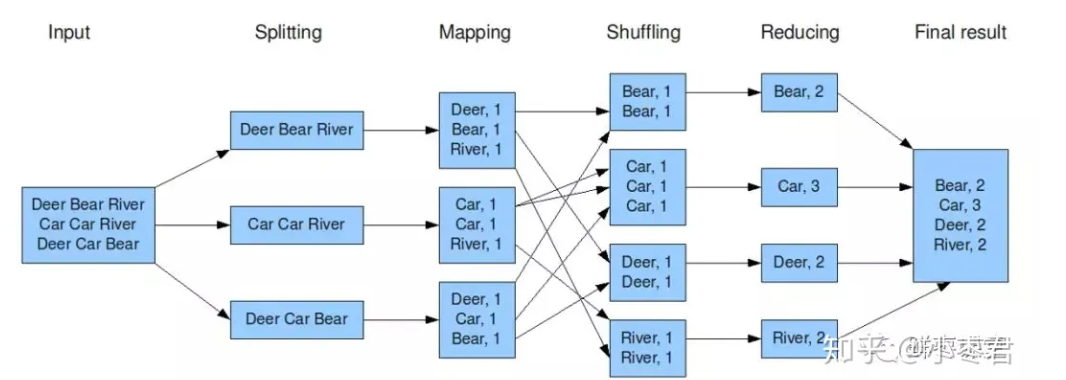 Input
Splitting
Mapping
Shuffling
Reducing
Final result
Deer Bear River
Car Car River
Deer Car Bear
Deer Bear River
Car Car River
Deer Car Bear
Deer, 1
Bear, 1
River, 1
Car, 1
Car, 1
River, 1
Deer, 1
Car, 1
Bear, 1
Bear, 1
Bear, 1
Car, 1
Car, 1
Car, 1
Deer, 1
Deer, 1
River, 1
River, 1
Bear, 2
Car, 3
Deer, 2
River, 2
Bear, 2
Car, 3
Deer, 2
River, 2
知乎 @小枣君